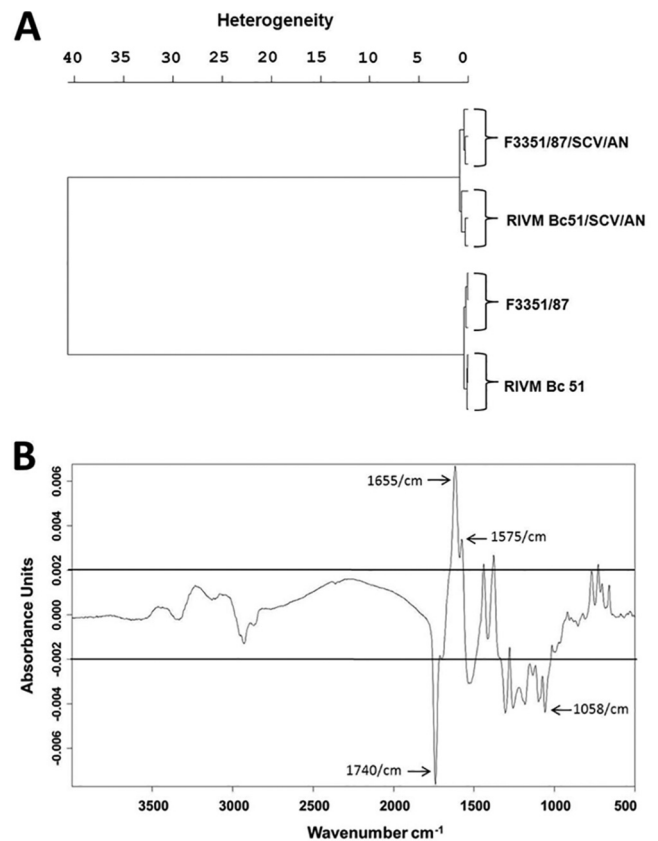 A
Heterogeneity
40 35 30 25 20 15 10 5 0
F3351/87/SCV/AN
RIVM Bc51/SCV/AN
F3351/87
RIVM Bc 51
B
0.006
0.004
0.002
0.000
-0.002
-0.004
-0.006
Absorbance Units
1655/cm
1575/cm
1058/cm
1740/cm
3500 3000 2500 2000 1500 1000 500
Wavenumber cm-1